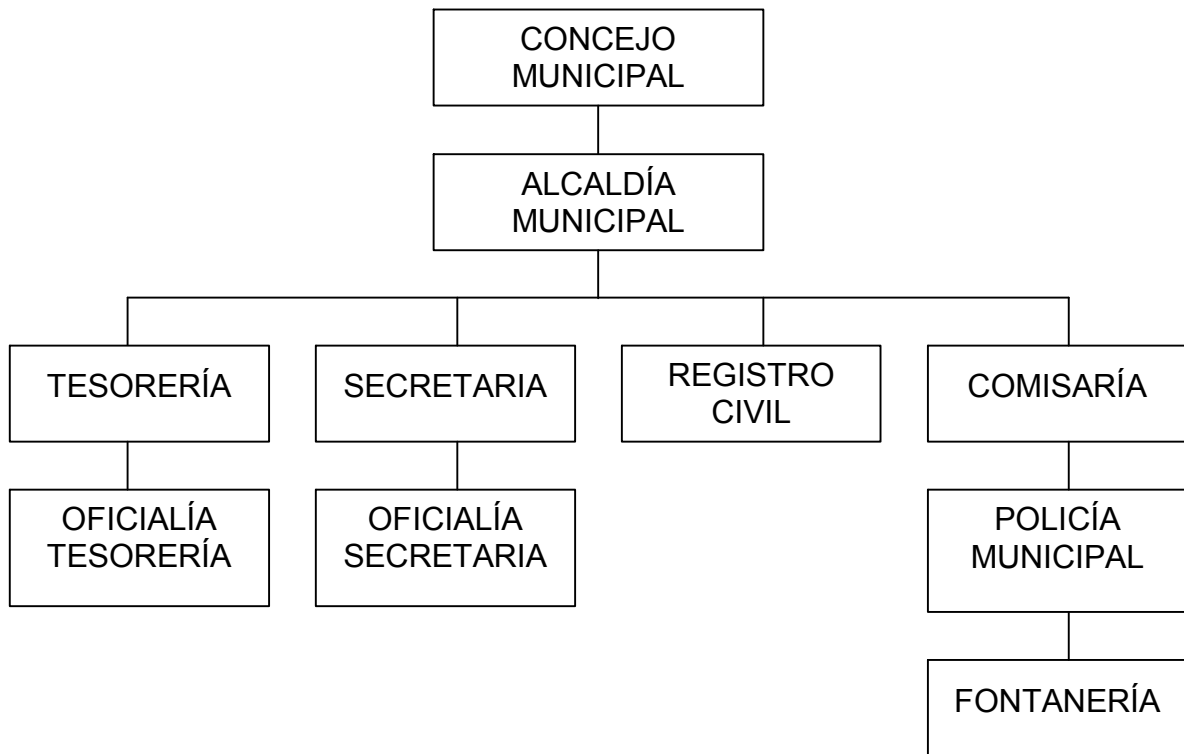 CONCEJO
MUNICIPAL
ALCALDÍA
MUNICIPAL
TESORERÍA
SECRETARIA
REGISTRO
CIVIL
COMISARÍA
OFICIALÍA
TESORERÍA
OFICIALÍA
SECRETARIA
POLICÍA
MUNICIPAL
FONTANERÍA